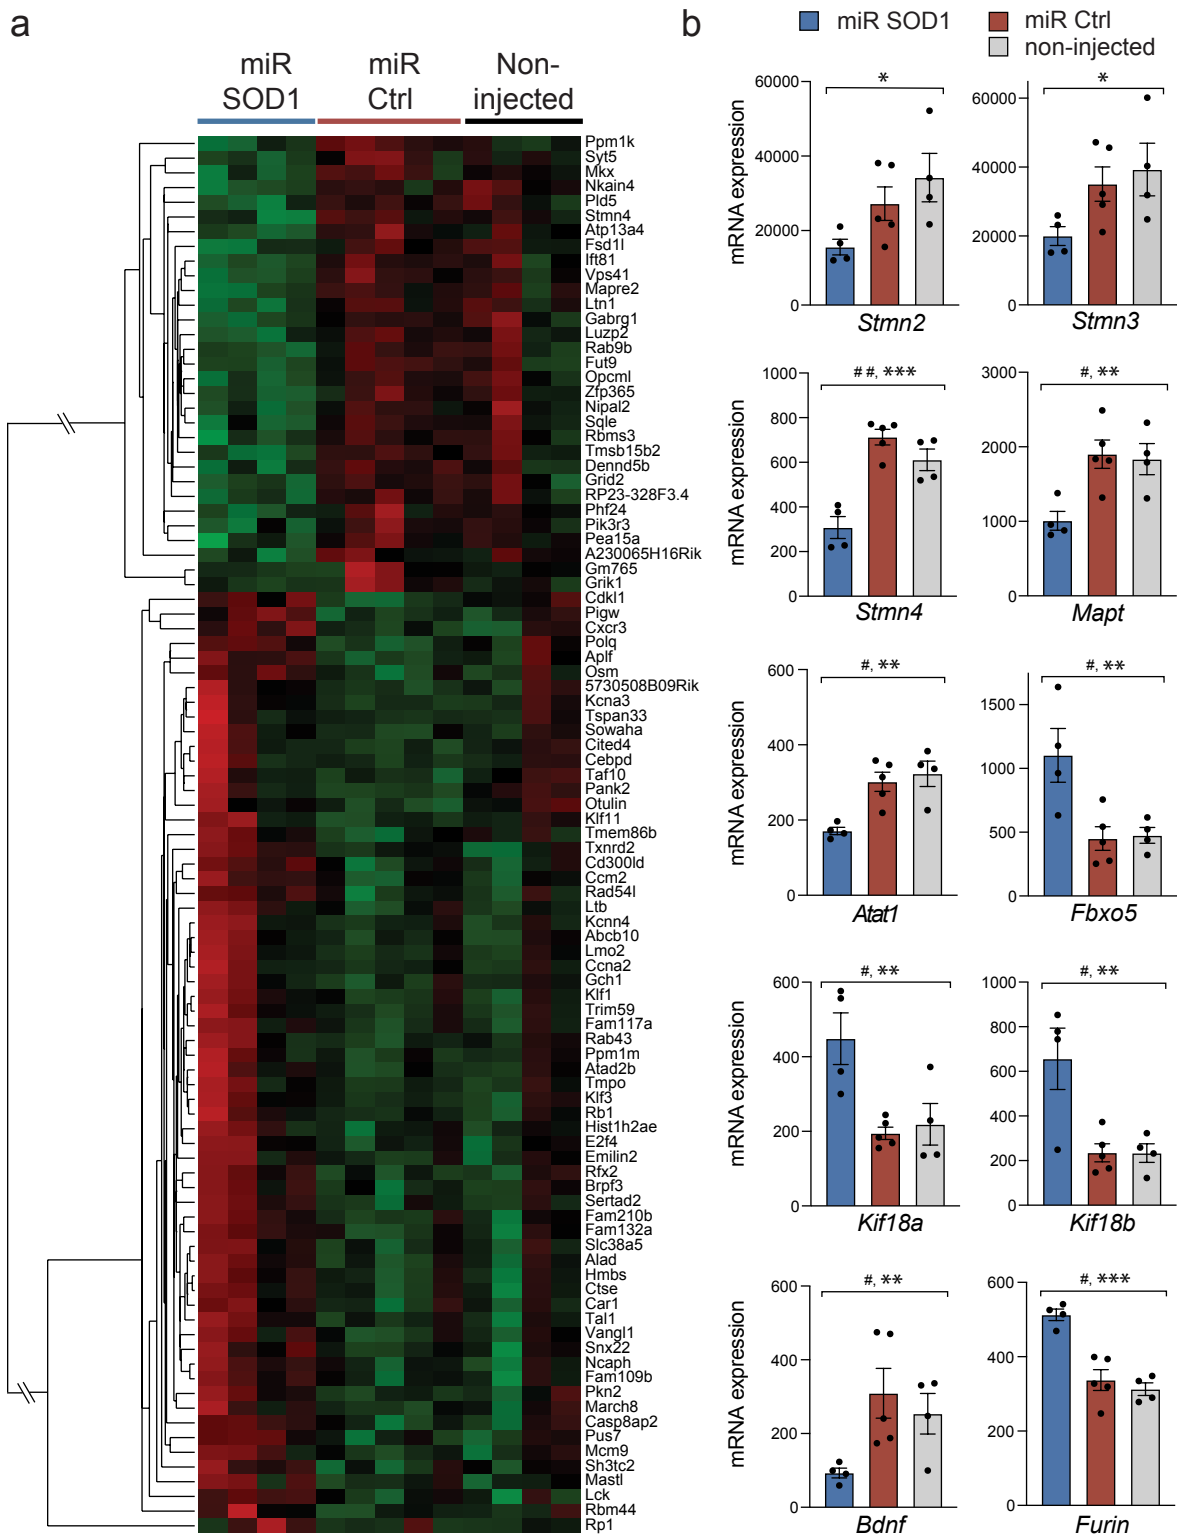 a
miR SOD1
miR Ctrl
Non-injected
Ppm1k
Syt5
Mkx
Nkain4
Pld5
Stmn4
Atp13a4
Fsd1l
Ift81
Vps41
Mapre2
Ltn1
Gabrg1
Luzp2
Rab9b
Fut9
Opcml
Zfp365
Nipal2
Sqle
Rbms3
Tmsb15b2
Dennd5b
Grid2
RP23-328F3.4
Phf24
Pik3r3
Pea15a
A230065H16Rik
Gm765
Grik1
Cdkl1
Pigw
Cxcr3
Polq
Aplf
Osm
5730508B09Rik
Kcna3
Tspan33
Sowaha
Cited4
Cebpd
Taf10
Pank2
Otulin
Klf11
Tmem86b
Txnrd2
Cd300ld
Ccm2
Rad54l
Ltb
Kcnn4
Abcb10
Lmo2
Ccna2
Gch1
Klf1
Trim59
Fam117a
Rab43
Ppm1m
Atad2b
Tmpo
Klf3
Rb1
Hist1h2ae
E2f4
Emilin2
Rfx2
Brpf3
Sertad2
Fam210b
Fam132a
Slc38a5
Alad
Hmbs
Ctse
Car1
Tal1
Vangl1
Snx22
Ncaph
Fam109b
Pkn2
March8
Casp8ap2
Pus7
Mcm9
Sh3tc2
Mastl
Lck
Rbm44
Rp1
b
miR SOD1
miR Ctrl
non-injected
mRNA expression
60000
40000
20000
0
*
Stmn2
60000
40000
20000
0
*
Stmn3
mRNA expression
1000
800
600
400
200
0
##, ***
Stmn4
3000
2000
1000
0
#, **
Mapt
mRNA expression
600
400
200
0
#, **
Atat1
1500
1000
500
0
#, **
Fbxo5
mRNA expression
600
400
200
0
#, **
Kif18a
1000
800
600
400
200
0
#, **
Kif18b
mRNA expression
600
400
200
0
#, **
Bdnf
600
400
200
0
#, ***
Furin